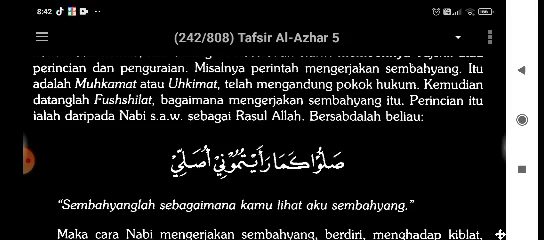 8:42
(242/808) Tafsir Al-Azhar 5
perincian dan penguraian. Misalnya perintah mengerjakan sembahyang. Itu
adalah Muhkamat atau Uhkimat, telah mengandung pokok hukum. Kemudian
datanglah Fushshilat, bagaimana mengerjakan sembahyang itu. Perincian itu
ialah daripada Nabi s.a.w. sebagai Rasul Allah. Bersabdalah beliau:
صَلُّوْا كَمَا رَأَيْتُمُوْنِيْ أُصَلِّيْ
“Sembahyanglah sebagaimana kamu lihat aku sembahyang.”
Maka cara Nabi mengerjakan sembahyang, berdiri, menghadap kiblat,